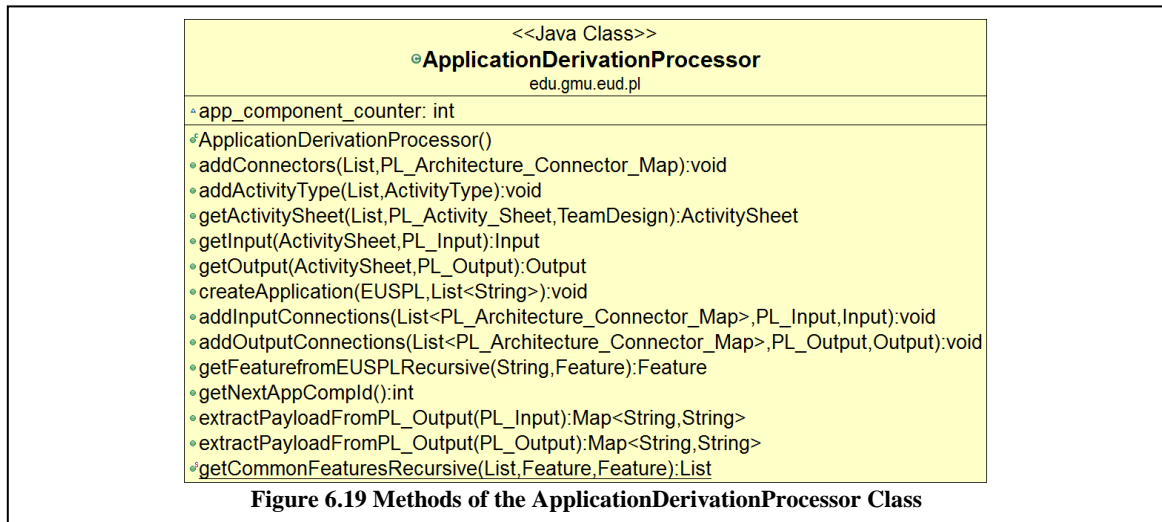 <<Java Class>>
ApplicationDerivationProcessor
edu.gmu.eud.pl
app_component_counter: int
ApplicationDerivationProcessor()
addConnectors(List,PL_Architecture_Connector_Map):void
addActivityType(List,ActivityType):void
getActivitySheet(List,PL_Activity_Sheet,TeamDesign):ActivitySheet
getInput(ActivitySheet,PL_Input):Input
getOutput(ActivitySheet,PL_Output):Output
createApplication(EUSPL,List<String>):void
addInputConnections(List<PL_Architecture_Connector_Map>,PL_Input,Input):void
addOutputConnections(List<PL_Architecture_Connector_Map>,PL_Output,Output):void
getFeaturefromEUSPLRecursive(String,Feature):Feature
getNextAppCompId():int
extractPayloadFromPL_Output(PL_Input):Map<String,String>
extractPayloadFromPL_Output(PL_Output):Map<String,String>
getCommonFeaturesRecursive(List,Feature,Feature):List
Figure 6.19 Methods of the ApplicationDerivationProcessor Class